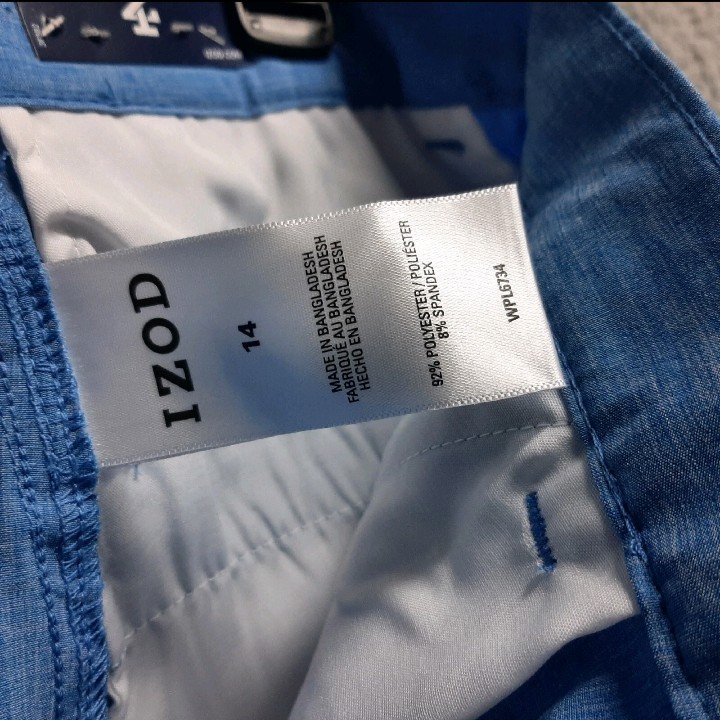 IZOD
14
MADE IN BANGLADESH
FABRIQUÉ AU BANGLADESH
HECHO EN BANGLADESH
92% POLYESTER / POLIÉSTER
8% SPANDEX
WPL6734